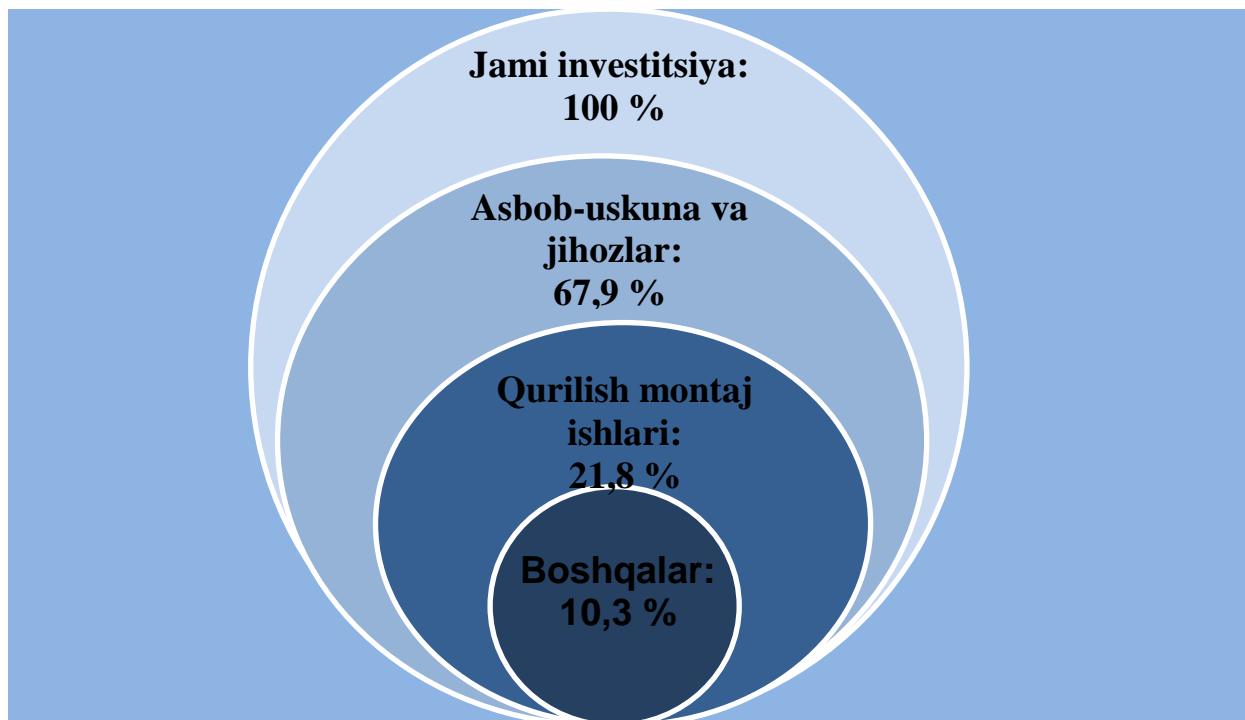 Jami investitsiya:
100 %
Asbob-uskuna va
jihozlar:
67,9 %
Qurilish montaj
ishlari:
21,8 %
Boshqalar:
10,3 %